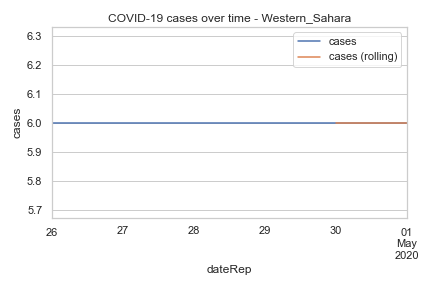 COVID-19 cases over time - Western_Sahara
cases
cases (rolling)
6.3
6.2
6.1
6.0
5.9
5.8
5.7
cases
26
27
28
29
30
01
May
2020
dateRep